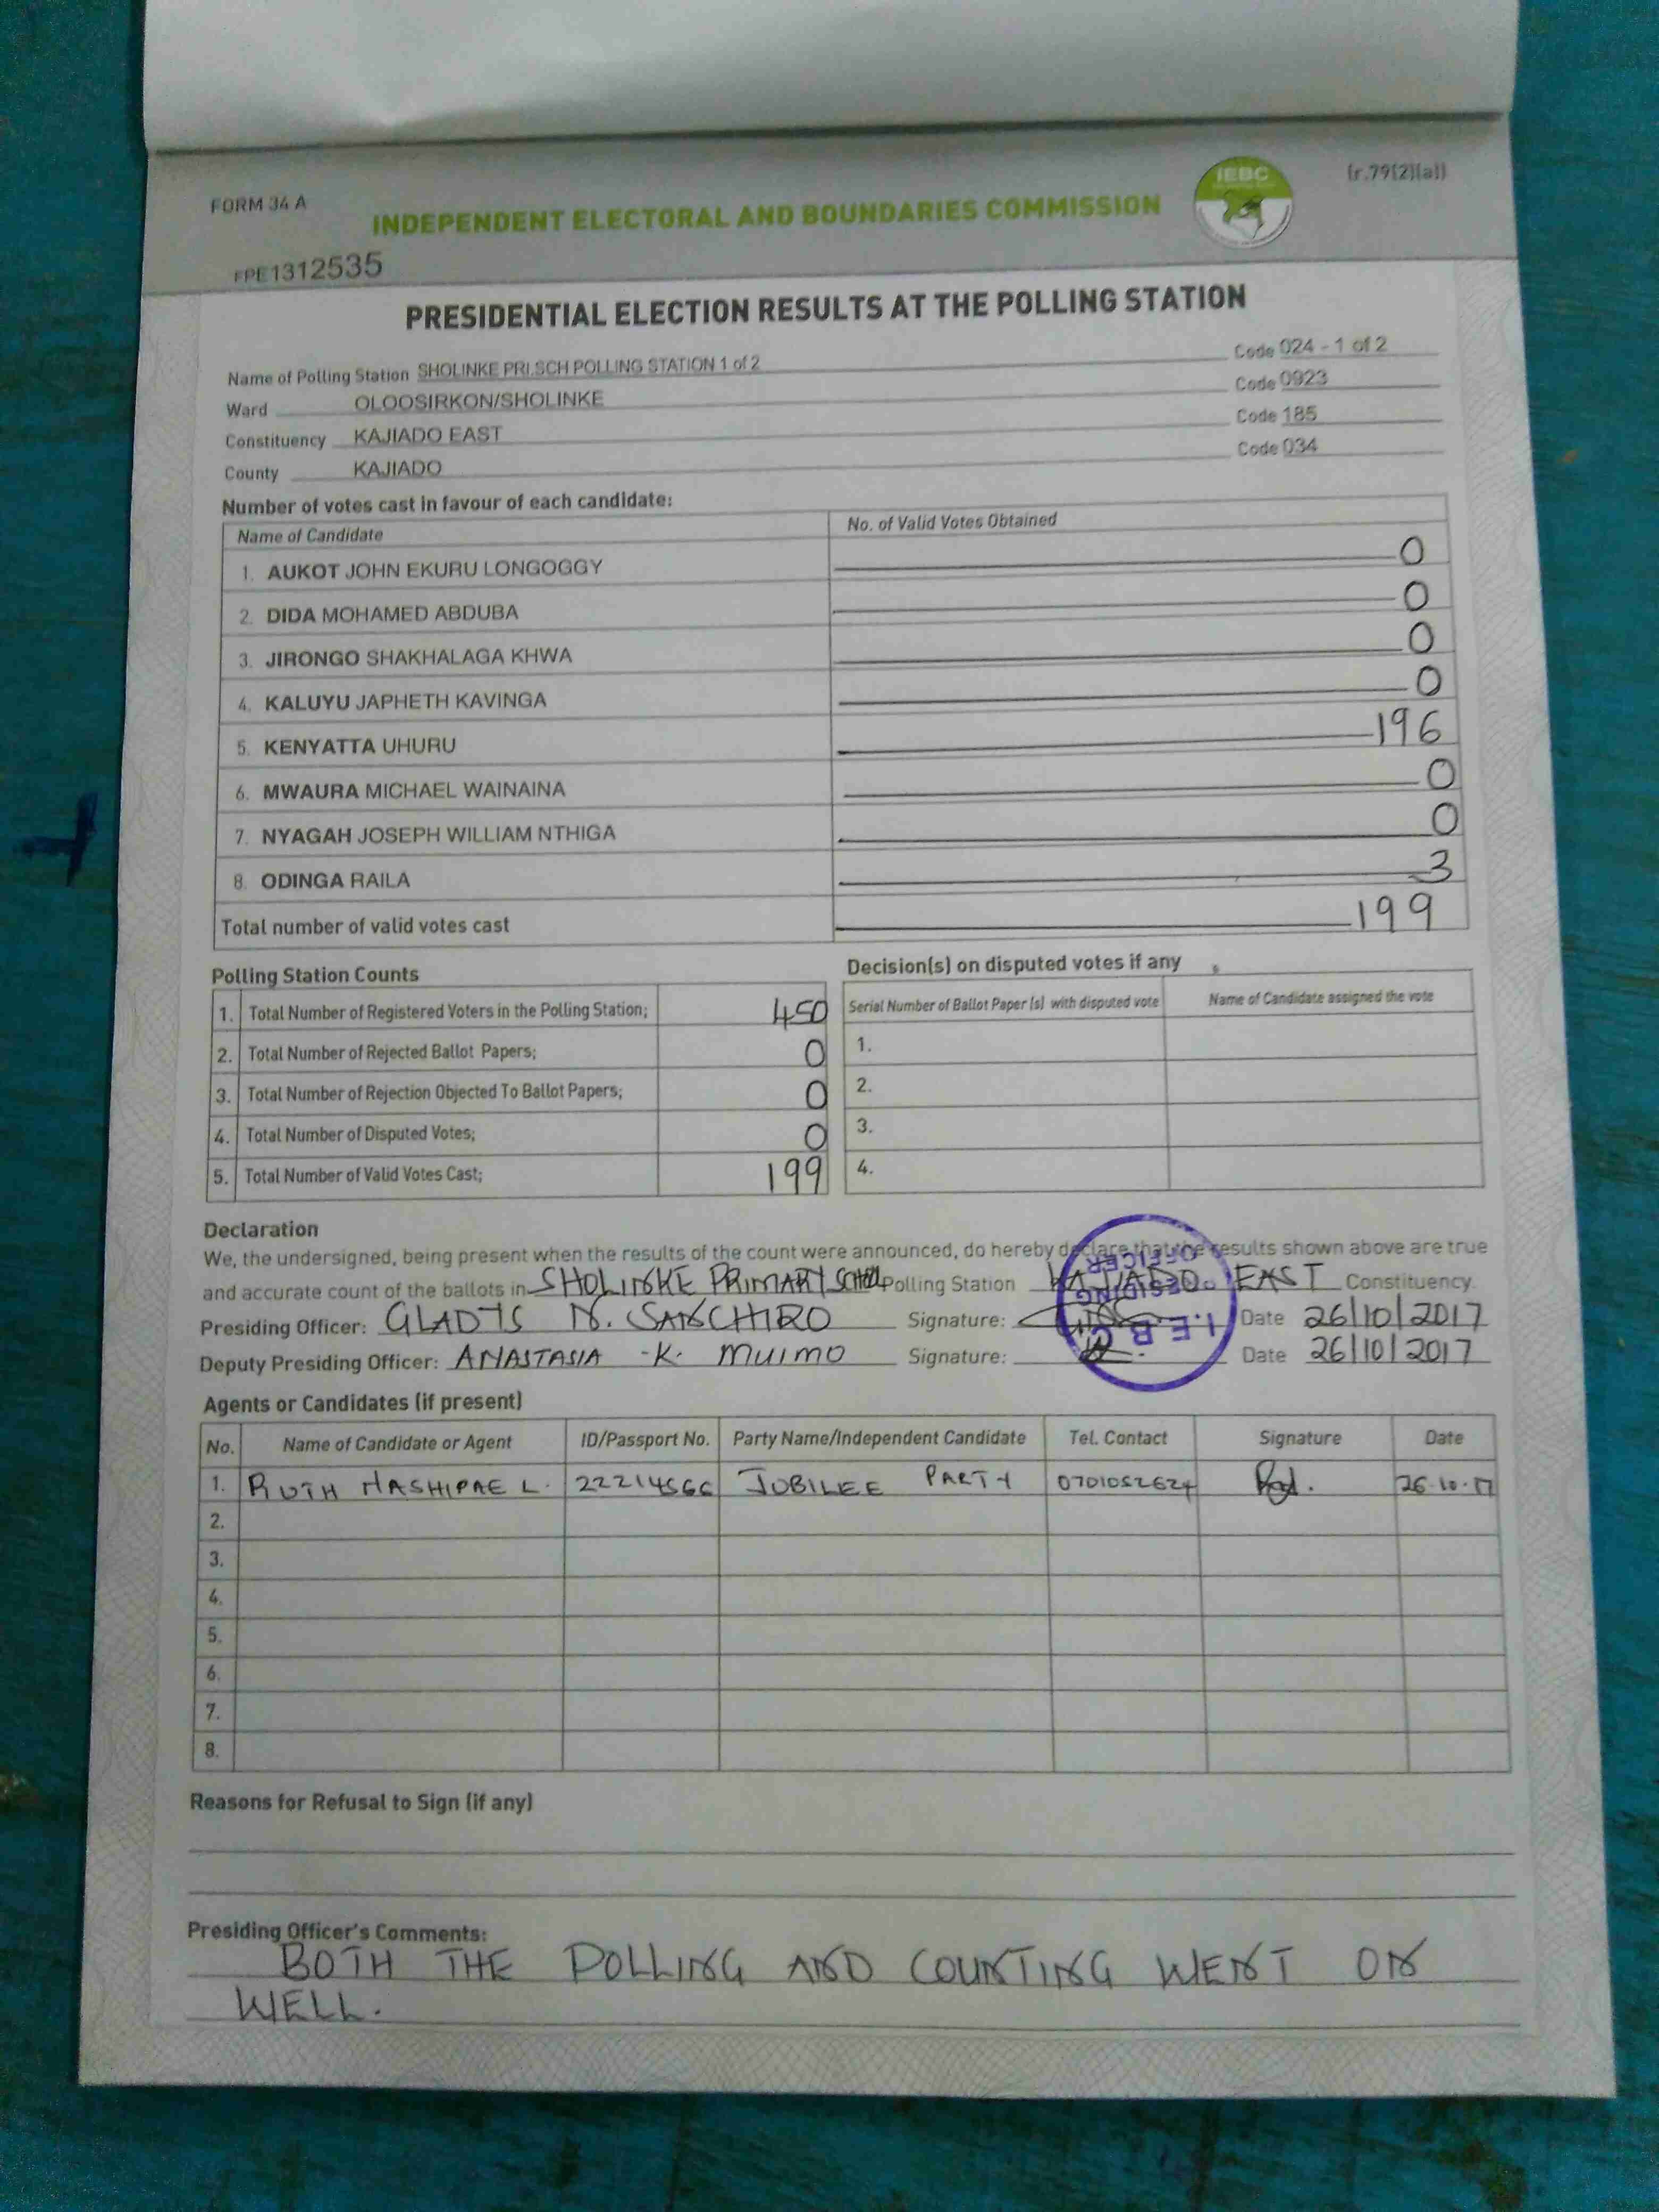 FORM 34 A
IEBC
(r.79(2)(a))
INDEPENDENT ELECTORAL AND BOUNDARIES COMMISSION
FPE1312535
PRESIDENTIAL ELECTION RESULTS AT THE POLLING STATION
Name of Polling Station SHOLINKE PRI.SCH POLLING STATION 1 of 2 Code 024 - 1 of 2
Ward OLOOSIRKON/SHOLINKE Code 0923
Constituency KAJIADO EAST Code 185
County KAJIADO Code 034
Number of votes cast in favour of each candidate:
Name of Candidate No. of Valid Votes Obtained
1. AUKOT JOHN EKURU LONGOGGY 0
2. DIDA MOHAMED ABDUBA 0
3. JIRONGO SHAKHALAGA KHWA 0
4. KALUYU JAPHETH KAVINGA 0
5. KENYATTA UHURU 196
6. MWAURA MICHAEL WAINAINA 0
7. NYAGAH JOSEPH WILLIAM NTHIGA 0
8. ODINGA RAILA 3
Total number of valid votes cast 199
Polling Station Counts
1. Total Number of Registered Voters in the Polling Station; 450
2. Total Number of Rejected Ballot Papers; 0
3. Total Number of Rejection Objected To Ballot Papers; 0
4. Total Number of Disputed Votes; 0
5. Total Number of Valid Votes Cast; 199
Decision(s) on disputed votes if any
Serial Number of Ballot Paper (s) with disputed vote Name of Candidate assigned the vote
1.
2.
3.
4.
Declaration
We, the undersigned, being present when the results of the count were announced, do hereby declare that the results shown above are true
and accurate count of the ballots in SHOLINKE PRIMARY SCHOOL Polling Station KAJIADO EAST Constituency.
Presiding Officer: GLADYS N. SANCHIRO Signature: Date 26/10/2017
Deputy Presiding Officer: ANASTASIA K. MUIMO Signature: Date 26/10/2017
I.E.B.C
PRESIDING
OFFICER
Agents or Candidates (if present)
No. Name of Candidate or Agent ID/Passport No. Party Name/Independent Candidate Tel. Contact Signature Date
1. RUTH L. 22214566 JUBILEE PARTY 0701052624 26.10.17
2.
3.
4.
5.
6.
7.
8.
Reasons for Refusal to Sign (if any)
Presiding Officer's Comments:
BOTH THE POLLING AND COUNTING WENT ON
WELL.